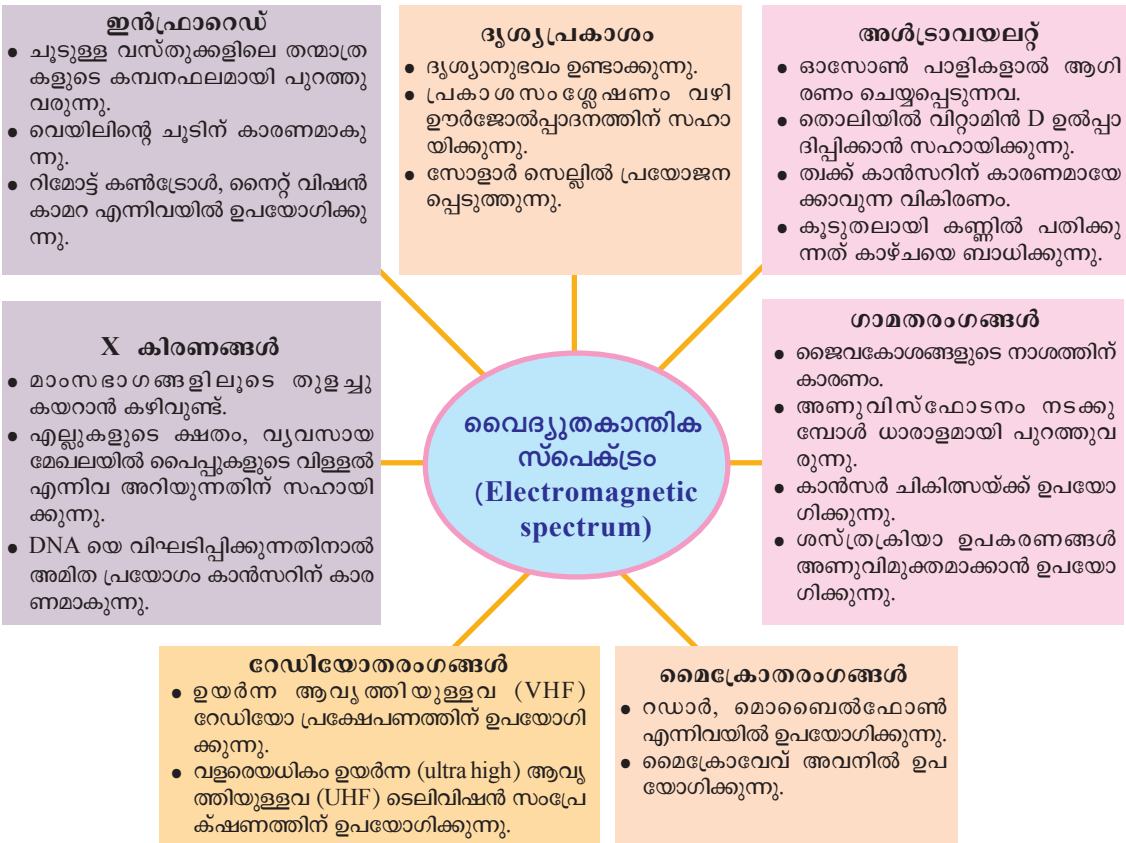 ഇൻഫ്രാറെഡ്
● ചൂടുള്ള വസ്തുക്കളിലെ തന്മാത്ര
കളുടെ കമ്പനഫലമായി പുറത്തു
വരുന്നു.
● വെയിലിന്റെ ചൂടിന് കാരണമാകു
ന്നു.
● റിമോട്ട് കൺട്രോൾ, നൈറ്റ് വിഷൻ
കാമറ എന്നിവയിൽ ഉപയോഗിക്കു
ന്നു.
ദൃശ്യപ്രകാശം
● ദൃശ്യാനുഭവം ഉണ്ടാക്കുന്നു.
● പ്രകാശസംശ്ലേഷണം വഴി
ഊർജോൽപ്പാദനത്തിന് സഹാ
യിക്കുന്നു.
● സോളാർ സെല്ലിൽ പ്രയോജന
പ്പെടുത്തുന്നു.
അൾട്രാവയലറ്റ്
● ഓസോൺ പാളികളാൽ ആഗി
രണം ചെയ്യപ്പെടുന്നവ.
● തൊലിയിൽ വിറ്റാമിൻ D ഉൽപ്പാ
ദിപ്പിക്കാൻ സഹായിക്കുന്നു.
● ത്വക്ക് കാൻസറിന് കാരണമായേ
ക്കാവുന്ന വികിരണം.
● കൂടുതലായി കണ്ണിൽ പതിക്കു
ന്നത് കാഴ്ചയെ ബാധിക്കുന്നു.
X കിരണങ്ങൾ
● മാംസഭാഗങ്ങളിലൂടെ തുളച്ചു
കയറാൻ കഴിവുണ്ട്.
● എല്ലുകളുടെ ക്ഷതം, വ്യവസായ
മേഖലയിൽ പൈപ്പുകളുടെ വിള്ളൽ
എന്നിവ അറിയുന്നതിന് സഹായി
ക്കുന്നു.
● DNA യെ വിഘടിപ്പിക്കുന്നതിനാൽ
അമിത പ്രയോഗം കാൻസറിന് കാര
ണമാകുന്നു.
വൈദ്യുതകാന്തിക
സ്പെക്ട്രം
(Electromagnetic
spectrum)
ഗാമതരംഗങ്ങൾ
● ജൈവകോശങ്ങളുടെ നാശത്തിന്
കാരണം.
● അണുവിസ്ഫോടനം നടക്കു
മ്പോൾ ധാരാളമായി പുറത്തുവ
രുന്നു.
● കാൻസർ ചികിത്സയ്ക്ക് ഉപയോ
ഗിക്കുന്നു.
● ശസ്ത്രക്രിയാ ഉപകരണങ്ങൾ
അണുവിമുക്തമാക്കാൻ ഉപയോ
ഗിക്കുന്നു.
റേഡിയോതരംഗങ്ങൾ
● ഉയർന്ന ആവൃത്തിയുള്ളവ (VHF)
റേഡിയോ പ്രക്ഷേപണത്തിന് ഉപയോഗി
ക്കുന്നു.
● വളരെയധികം ഉയർന്ന (ultra high) ആവൃ
ത്തിയുള്ളവ (UHF) ടെലിവിഷൻ സംപ്രേ
ക്ഷണത്തിന് ഉപയോഗിക്കുന്നു.
മൈക്രോതരംഗങ്ങൾ
● റഡാർ, മൊബൈൽഫോൺ
എന്നിവയിൽ ഉപയോഗിക്കുന്നു.
● മൈക്രോവേവ് അവനിൽ ഉപ
യോഗിക്കുന്നു.